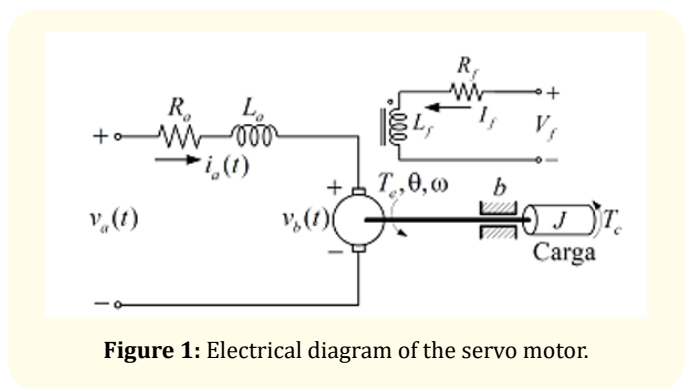 R_f
R_a L_a + I_f +
i_a(t) L_f V_f
−
+ T_e,θ,ω b
v_a(t) v_b(t) J T_c
− Carga
−
Figure 1: Electrical diagram of the servo motor.